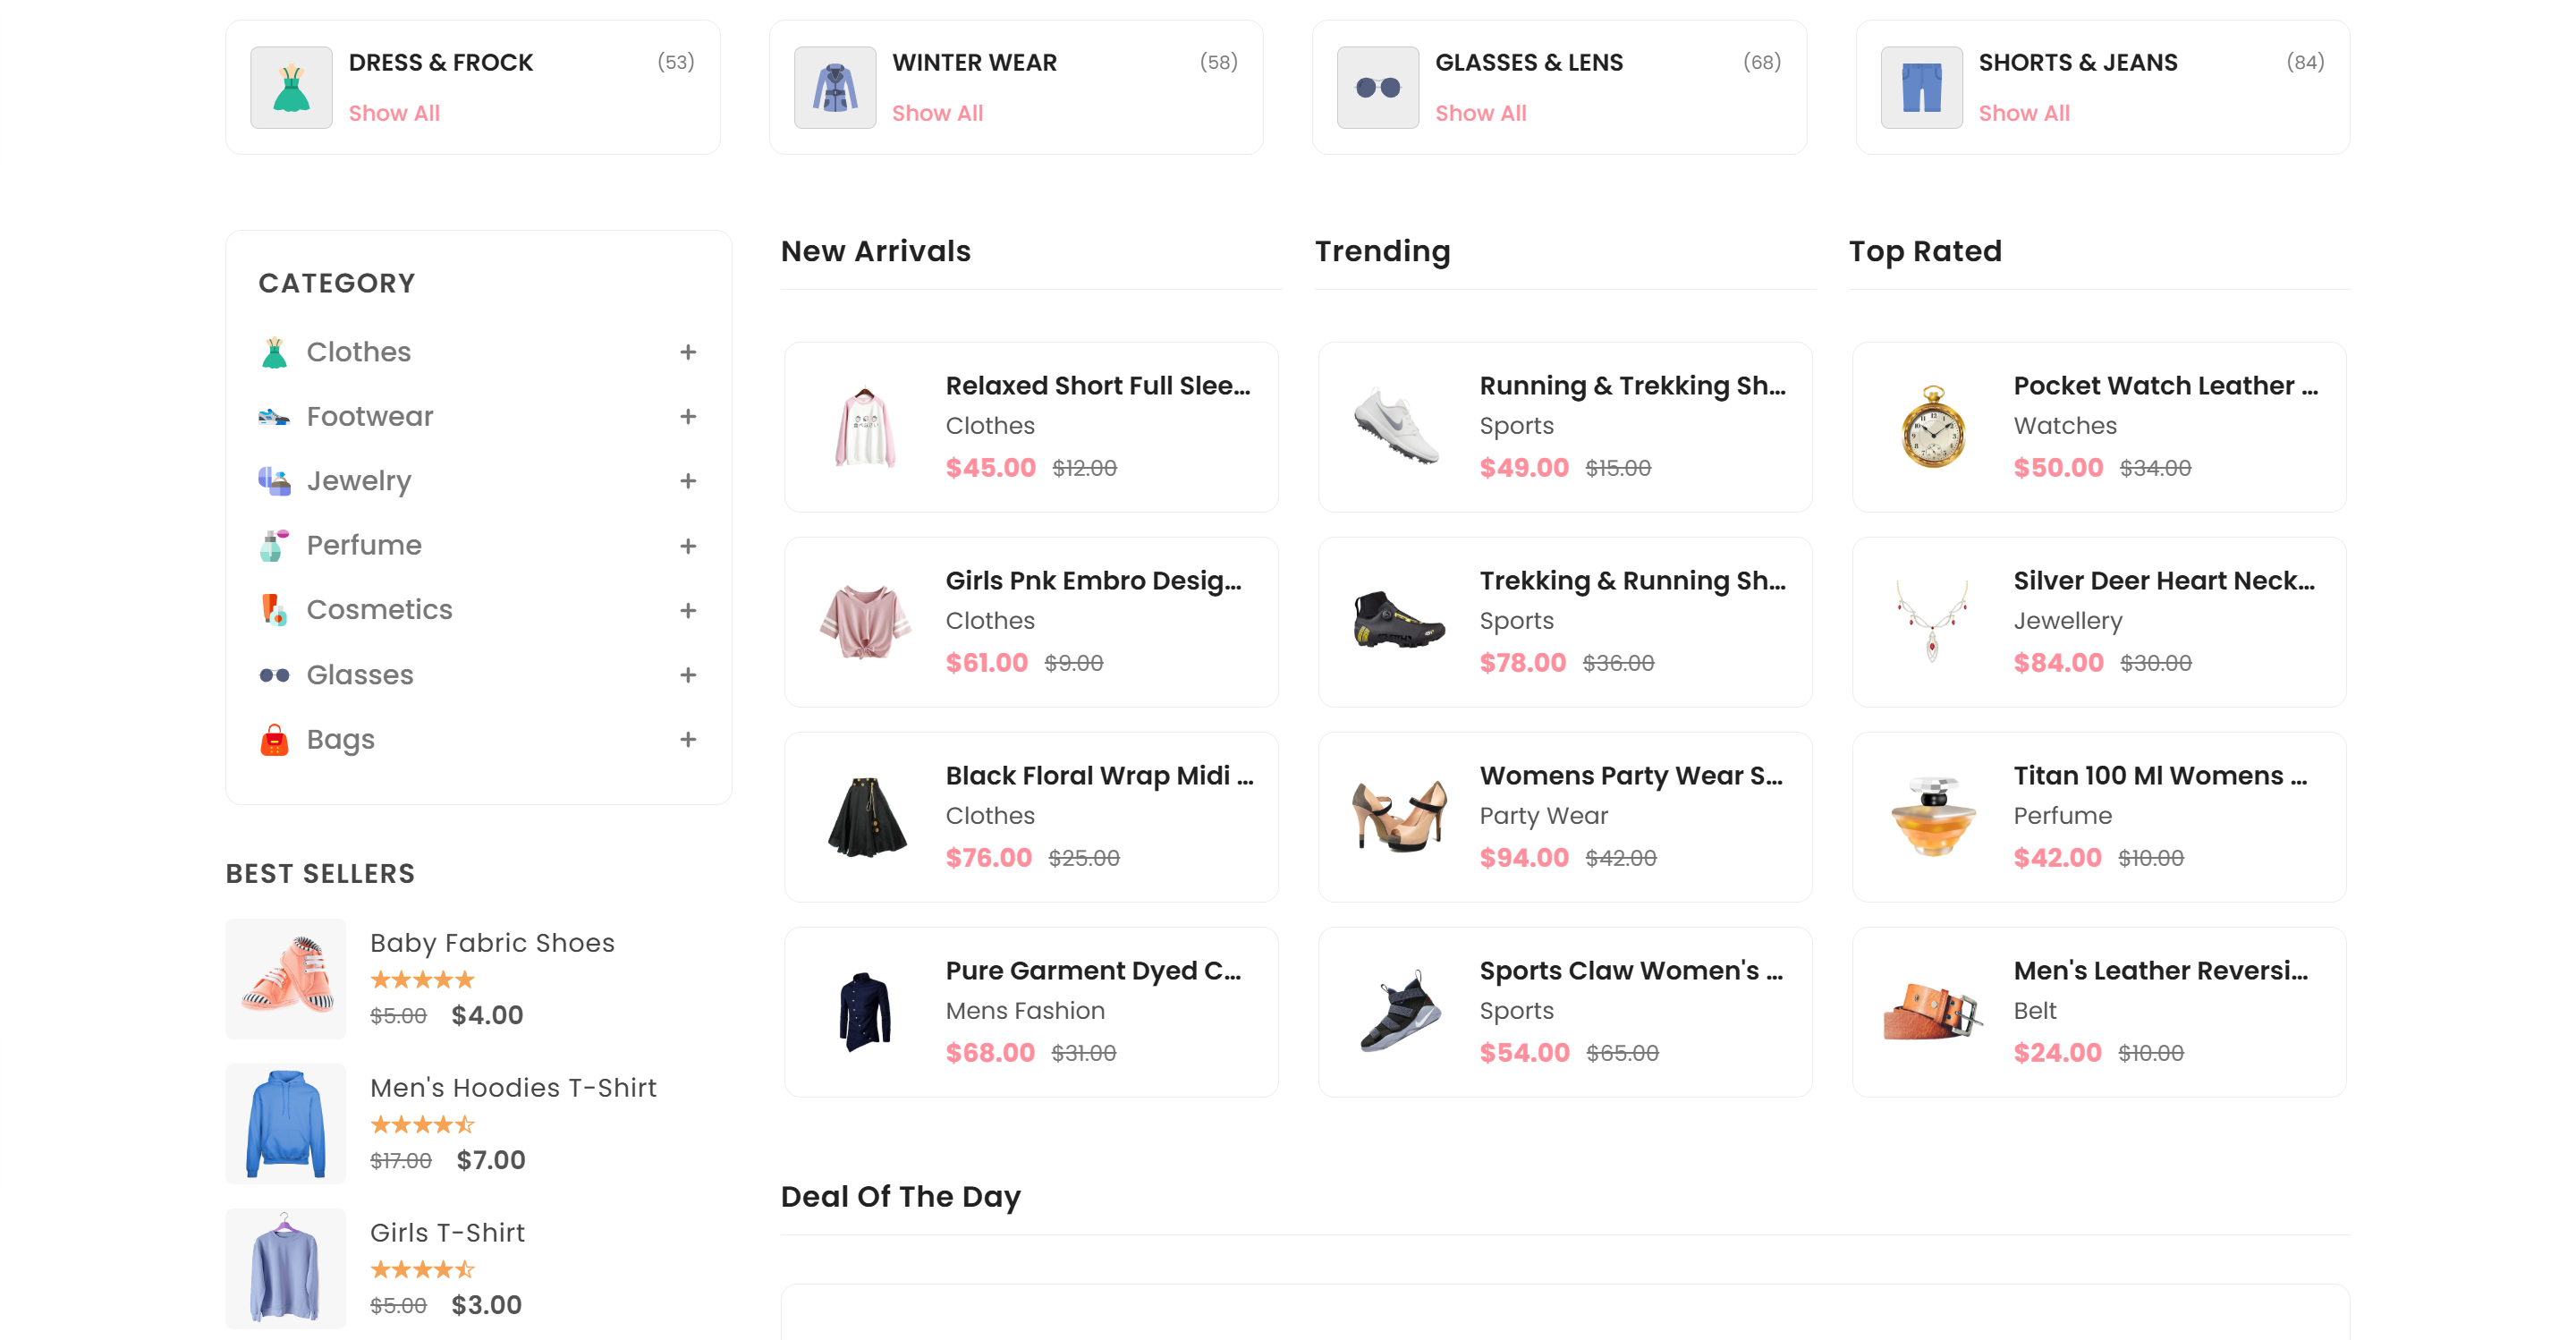 DRESS & FROCK (53)
Show All
WINTER WEAR (58)
Show All
GLASSES & LENS (68)
Show All
SHORTS & JEANS (84)
Show All
CATEGORY
Clothes +
Footwear +
Jewelry +
Perfume +
Cosmetics +
Glasses +
Bags +
BEST SELLERS
Baby Fabric Shoes
$5.00 $4.00
Men's Hoodies T-Shirt
$17.00 $7.00
Girls T-Shirt
$5.00 $3.00
New Arrivals
Relaxed Short Full Slee...
Clothes
$45.00 $12.00
Girls Pnk Embro Desig...
Clothes
$61.00 $9.00
Black Floral Wrap Midi ...
Clothes
$76.00 $25.00
Pure Garment Dyed C...
Mens Fashion
$68.00 $31.00
Trending
Running & Trekking Sh...
Sports
$49.00 $15.00
Trekking & Running Sh...
Sports
$78.00 $36.00
Womens Party Wear S...
Party Wear
$94.00 $42.00
Sports Claw Women's ...
Sports
$54.00 $65.00
Top Rated
Pocket Watch Leather ...
Watches
$50.00 $34.00
Silver Deer Heart Neck...
Jewellery
$84.00 $30.00
Titan 100 Ml Womens ...
Perfume
$42.00 $10.00
Men's Leather Reversi...
Belt
$24.00 $10.00
Deal Of The Day